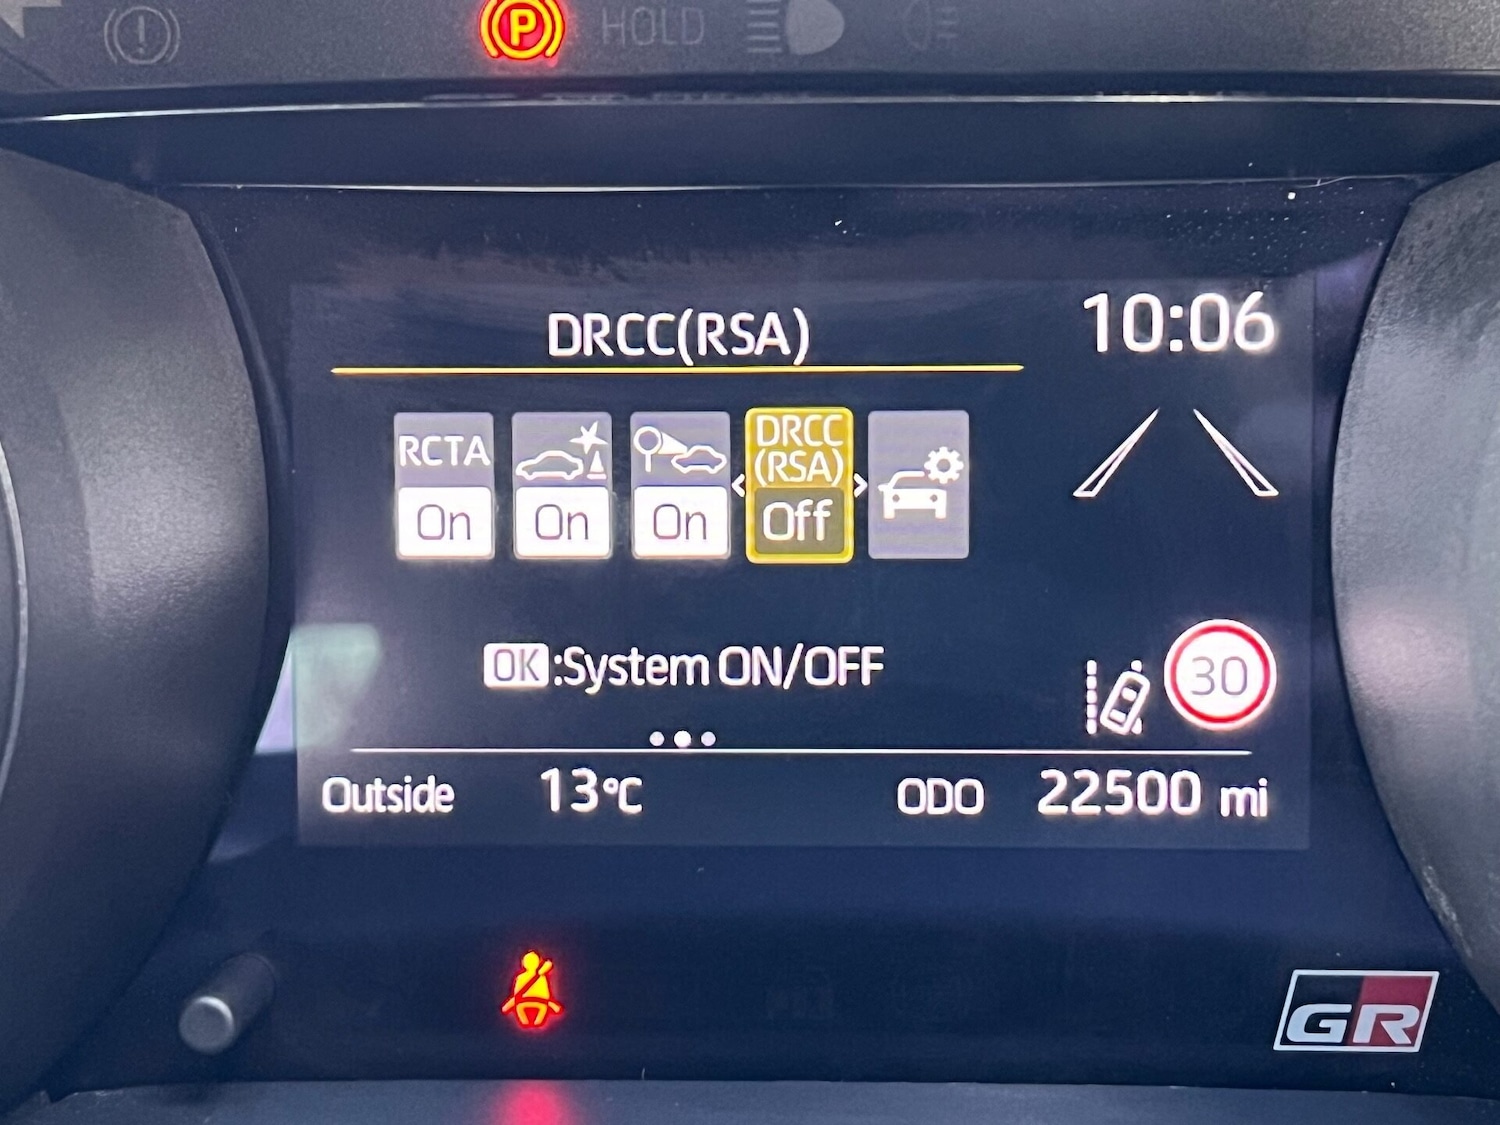 P HOLD
DRCC(RSA) 10:06
RCTA DRCC
(RSA)
On On On Off
OK:System ON/OFF 30
Outside 13°C ODO 22500 mi
GR